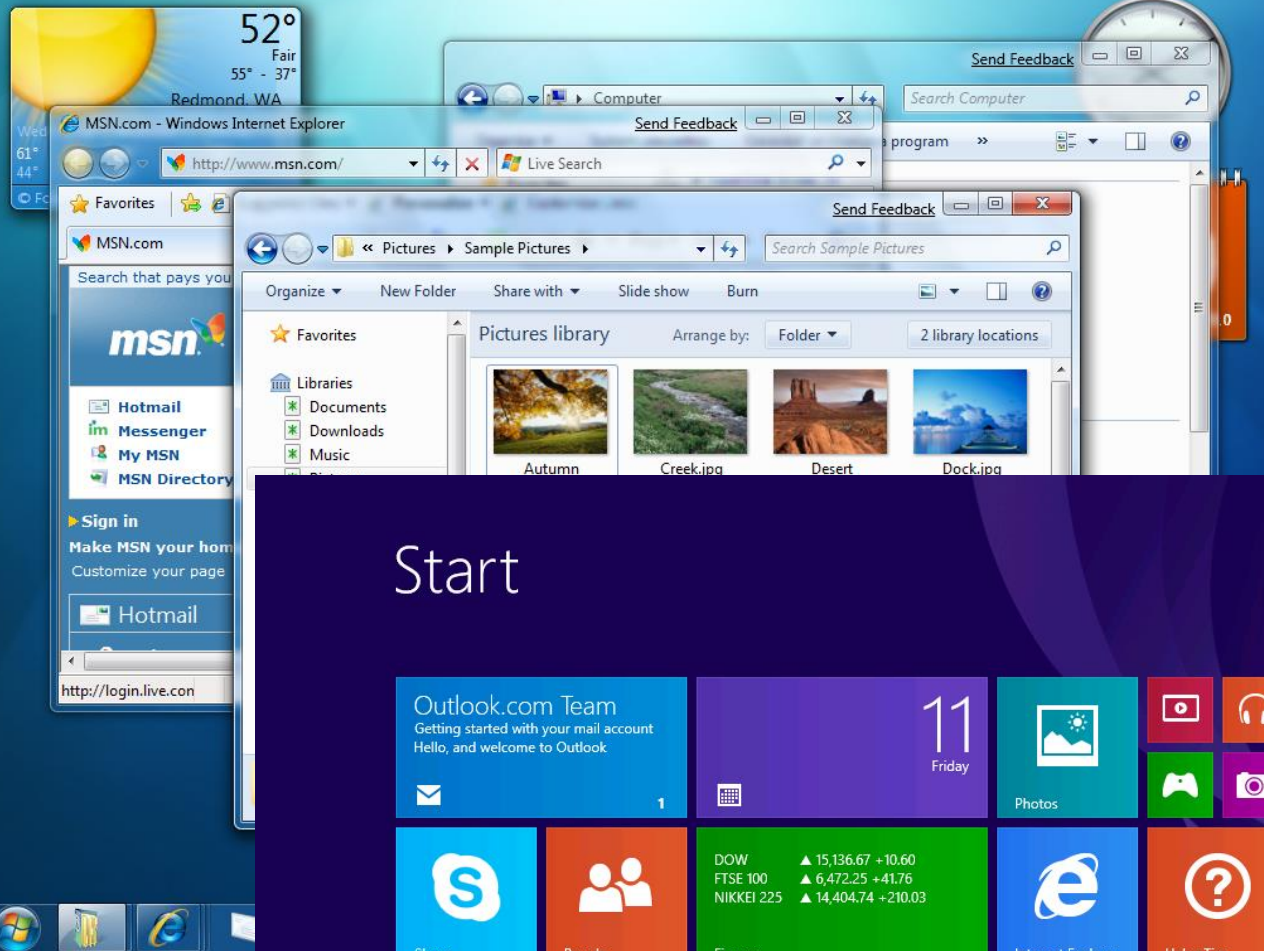 52°
Fair
55° - 37°
Redmond, WA
Wed
61°
44°
Send Feedback
Computer
Search Computer
a program
»
MSN.com - Windows Internet Explorer
Send Feedback
http://www.msn.com/
Live Search
Favorites
MSN.com
Search that pays you
msn
Hotmail
Messenger
My MSN
MSN Directory
Sign in
Make MSN your hom
Customize your page
Hotmail
http://login.live.con
Send Feedback
« Pictures Sample Pictures
Search Sample Pictures
Organize New Folder Share with Slide show Burn
Favorites
Libraries
Documents
Downloads
Music
Pictures library
Arrange by: Folder
2 library locations
Autumn Creek.jpg Desert Dock.jpg
.0
Start
Outlook.com Team
Getting started with your mail account
Hello, and welcome to Outlook
1
11
Friday
Photos
DOW ▲ 15,136.67 +10.60
FTSE 100 ▲ 6,472.25 +41.76
NIKKEI 225 ▲ 14,404.74 +210.03